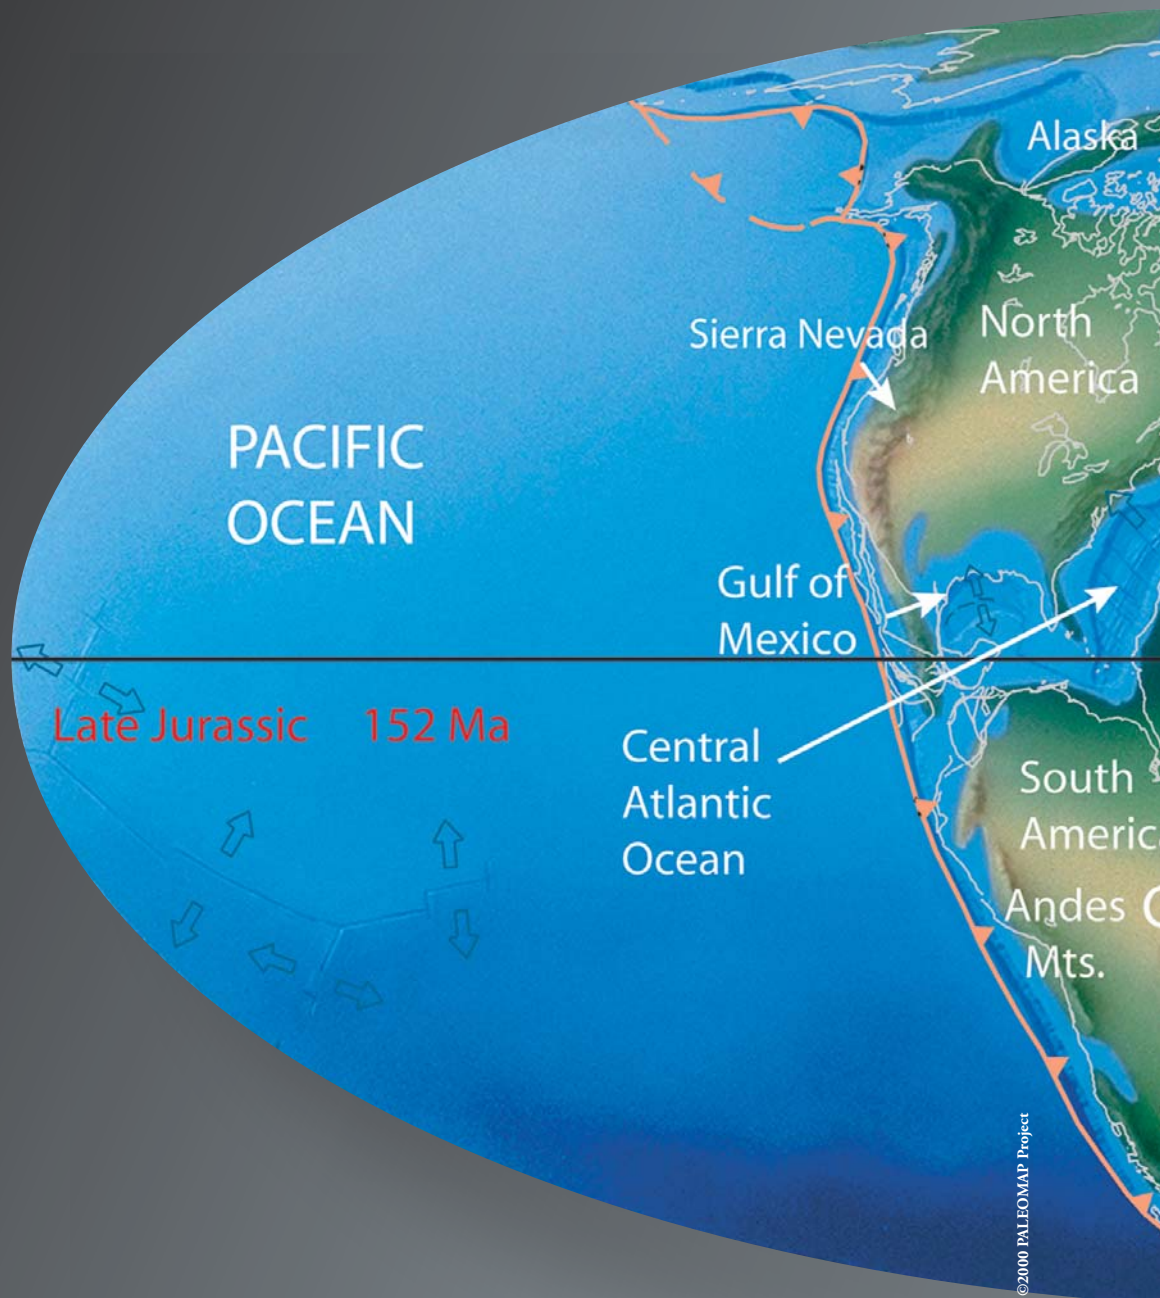 Alaska
Sierra Nevada
North
America
PACIFIC
OCEAN
Gulf of
Mexico
Late Jurassic 152 Ma
Central
Atlantic
Ocean
South
Americ
Andes
Mts.
©2000 PALEOMAP Project